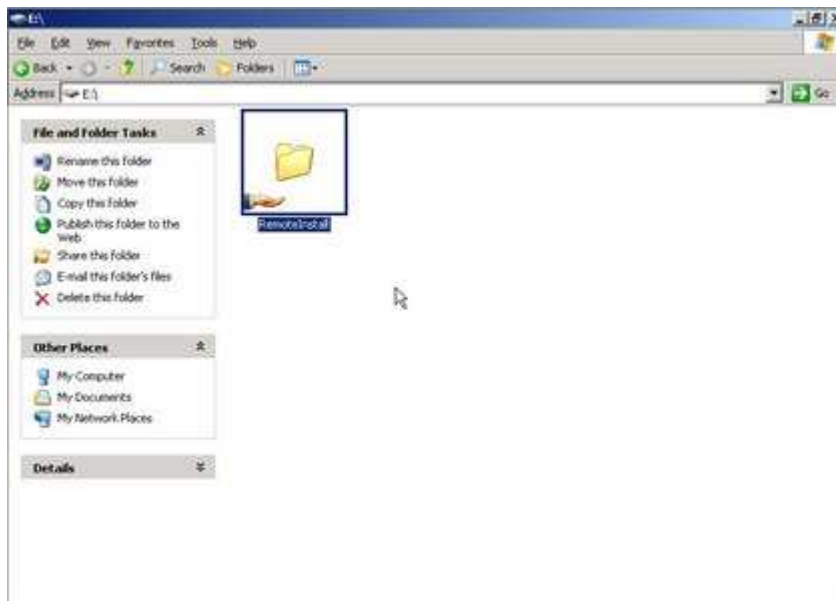 E:\
File Edit View Favorites Tools Help
Back Search Folders
Address E:\ Go
File and Folder Tasks
Rename this folder
Move this folder
Copy this folder
Publish this folder to the
Web
Share this folder
E-mail this folder's files
Delete this folder
Other Places
My Computer
My Documents
My Network Places
Details
RemoteInstall